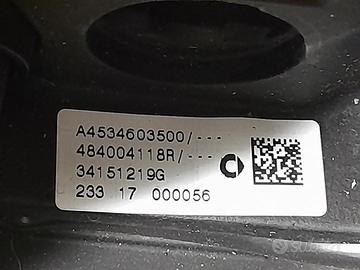 A4534603500/---
484004118R/---
34151219G
233 17 000056